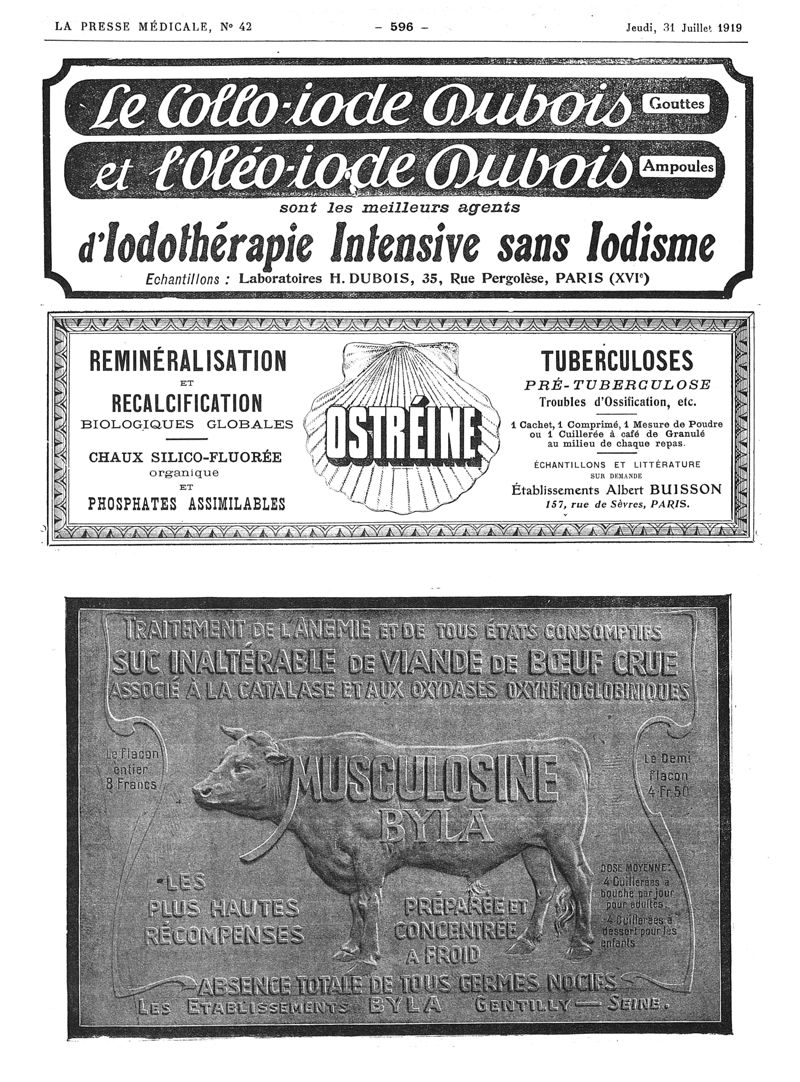 LA PRESSE MÉDICALE, N° 42
— 596 —
Jeudi, 31 Juillet 1919
Le Collo-iode Dubois Gouttes
et l'Oléo-iode Dubois Ampoules
sont les meilleurs agents
d'Iodothérapie Intensive sans Iodisme
Echantillons : Laboratoires H. DUBOIS, 35, Rue Pergolèse, PARIS (XVIe)
REMINÉRALISATION
ET
RECALCIFICATION
BIOLOGIQUES GLOBALES
CHAUX SILICO-FLUORÉE
organique
ET
PHOSPHATES ASSIMILABLES
OSTRÉINE
TUBERCULOSES
PRÉ-TUBERCULOSE
Troubles d'Ossification, etc.
1 Cachet, 1 Comprimé, 1 Mesure de Poudre
ou 1 Cuillerée à café de Granulé
au milieu de chaque repas.
ÉCHANTILLONS ET LITTÉRATURE
SUR DEMANDE
Établissements Albert BUISSON
157, rue de Sèvres, PARIS.
TRAITEMENT DE L'ANÉMIE ET DE TOUS ÉTATS CONSOMPTIFS
SUC INALTÉRABLE DE VIANDE DE BŒUF CRUE
ASSOCIÉ À LA CATALASE ET AUX OXYDASES OXYHÉMOGLOBINIQUES
Le Flacon
entier
8 Francs
Le Demi
flacon
4 Fr 50
MUSCULOSINE
BYLA
LES
PLUS HAUTES
RÉCOMPENSES
PRÉPARÉE ET
CONCENTRÉE
A FROID
DOSE MOYENNE:
4 Cuillerées à
bouche par jour
pour adultes.
4 Cuillerées à
dessert pour les
enfants
ABSENCE TOTALE DE TOUS GERMES NOCIFS
LES ETABLISSEMENTS BYLA GENTILLY — SEINE.